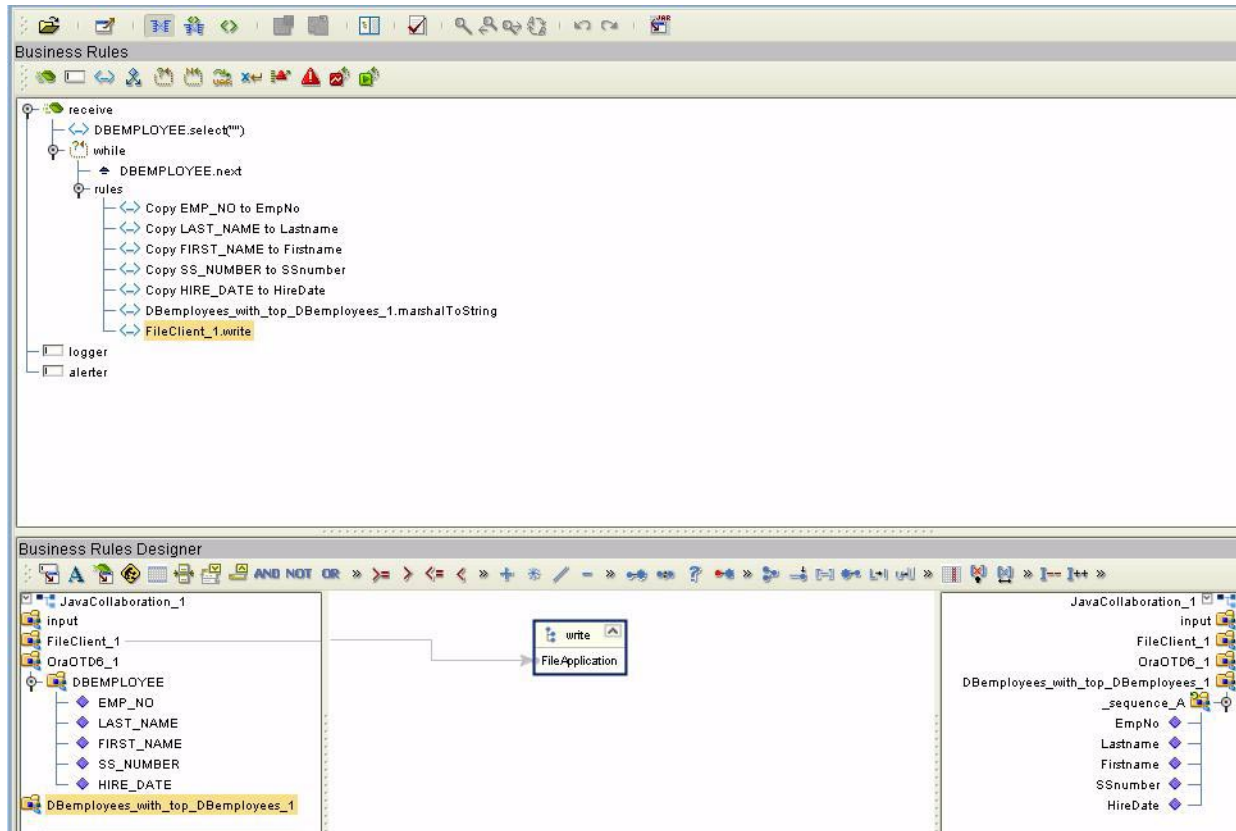 JAR
Business Rules
receive
DBEMPLOYEE.select("")
while
DBEMPLOYEE.next
rules
Copy EMP_NO to EmpNo
Copy LAST_NAME to Lastname
Copy FIRST_NAME to Firstname
Copy SS_NUMBER to SSnumber
Copy HIRE_DATE to HireDate
DBemployees_with_top_DBemployees_1.marshalToString
FileClient_1.write
logger
alerter
Business Rules Designer
A AND NOT OR » >= > <= < » + * / - » ? » » » I-- I++ »
JavaCollaboration_1
input
FileClient_1
OraOTD6_1
DBEMPLOYEE
EMP_NO
LAST_NAME
FIRST_NAME
SS_NUMBER
HIRE_DATE
DBemployees_with_top_DBemployees_1
write
FileApplication
JavaCollaboration_1
input
FileClient_1
OraOTD6_1
DBemployees_with_top_DBemployees_1
_sequence_A
EmpNo
Lastname
Firstname
SSnumber
HireDate